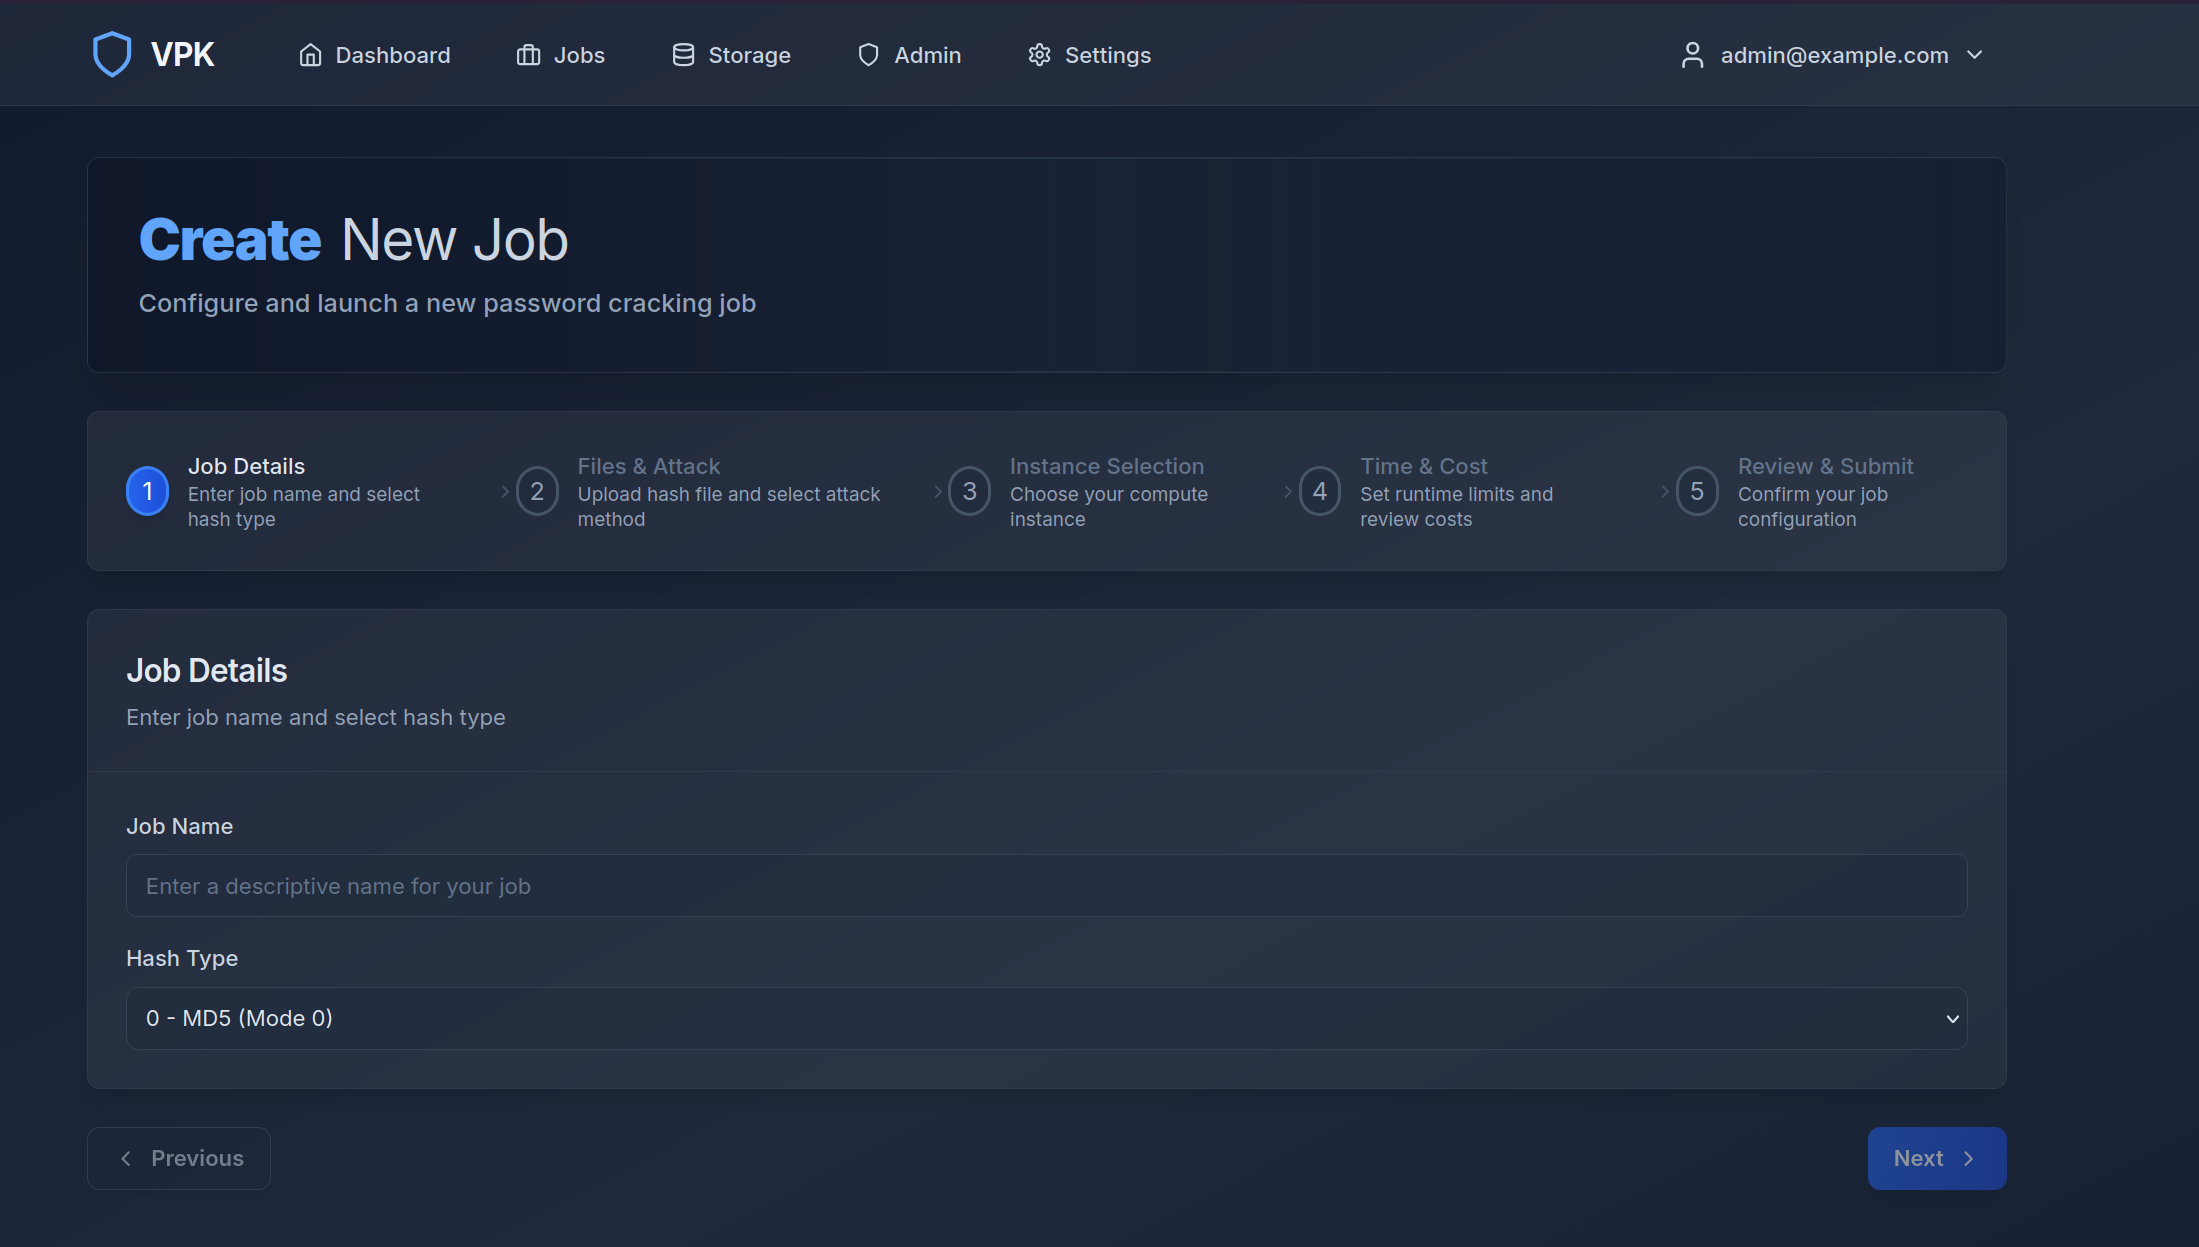 VPK
Dashboard
Jobs
Storage
Admin
Settings
admin@example.com
Create New Job
Configure and launch a new password cracking job
1
Job Details
Enter job name and select
hash type
2
Files & Attack
Upload hash file and select attack
method
3
Instance Selection
Choose your compute
instance
4
Time & Cost
Set runtime limits and
review costs
5
Review & Submit
Confirm your job
configuration
Job Details
Enter job name and select hash type
Job Name
Enter a descriptive name for your job
Hash Type
0 - MD5 (Mode 0)
Previous
Next